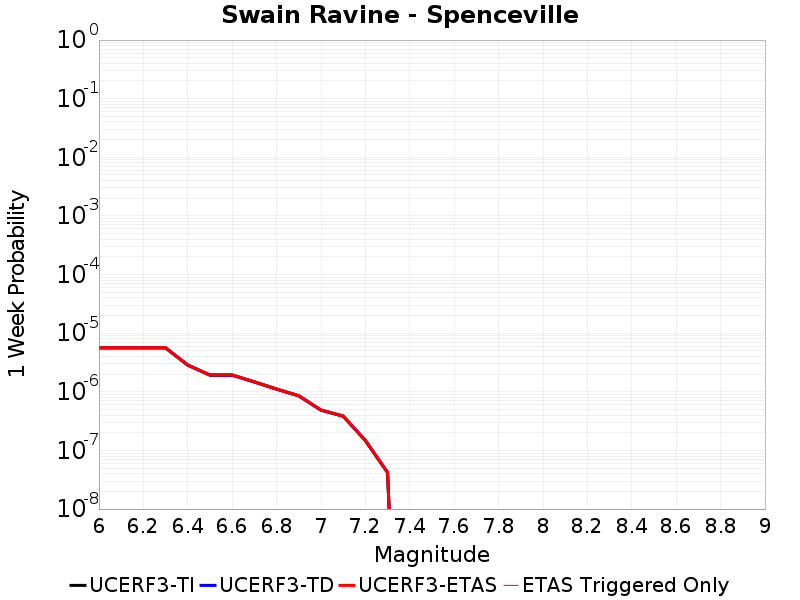 Swain Ravine - Spenceville
1 Week Probability
10^0
10^-1
10^-2
10^-3
10^-4
10^-5
10^-6
10^-7
10^-8
6 6.2 6.4 6.6 6.8 7 7.2 7.4 7.6 7.8 8 8.2 8.4 8.6 8.8 9
Magnitude
UCERF3-TI UCERF3-TD UCERF3-ETAS ETAS Triggered Only